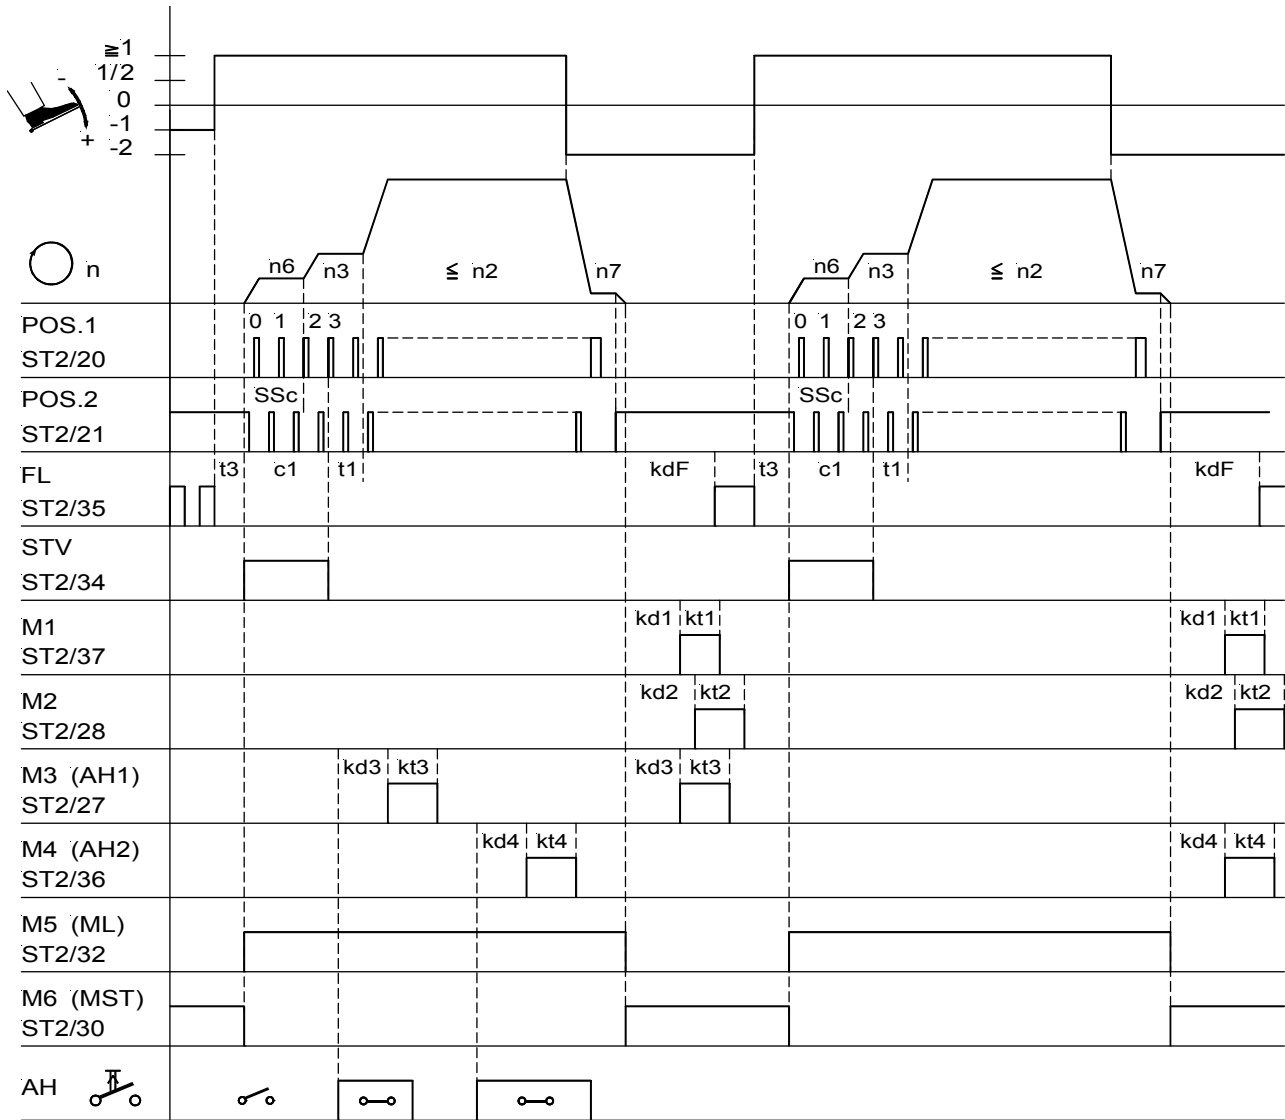 ≧1
1/2
-
0
-1
+
-2
n
n6 n3 ≦ n2 n7 n6 n3 ≦ n2 n7
POS.1 0 1 2 3 0 1 2 3
ST2/20
POS.2 SSc SSc
ST2/21
FL t3 c1 t1 kdF t3 c1 t1 kdF
ST2/35
STV
ST2/34
M1 kd1 kt1 kd1 kt1
ST2/37
M2 kd2 kt2 kd2 kt2
ST2/28
M3 (AH1) kd3 kt3 kd3 kt3
ST2/27
M4 (AH2) kd4 kt4 kd4 kt4
ST2/36
M5 (ML)
ST2/32
M6 (MST)
ST2/30
AH